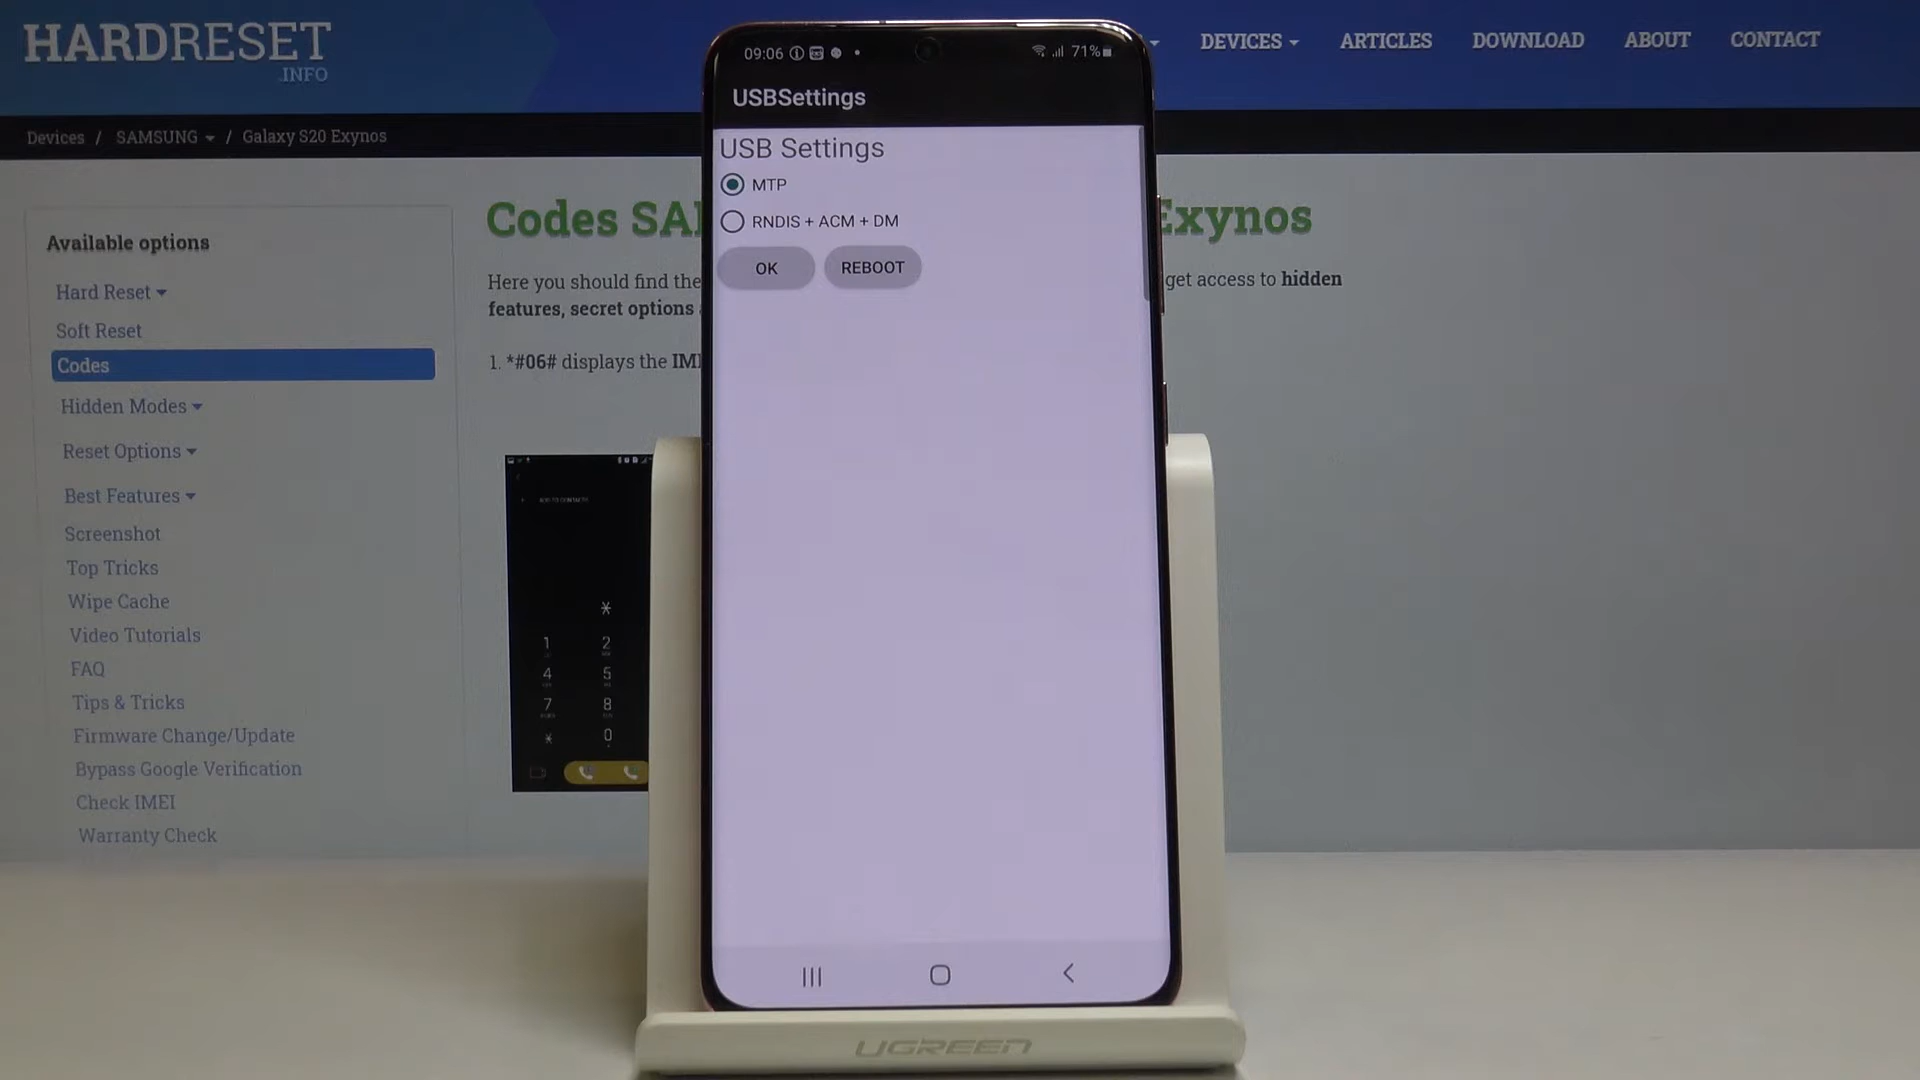 HARDRESET
.INFO
DEVICES
ARTICLES
DOWNLOAD
ABOUT
CONTACT
Devices / SAMSUNG / Galaxy S20 Exynos
Available options
Hard Reset
Soft Reset
Codes
Hidden Modes
Reset Options
Best Features
Screenshot
Top Tricks
Wipe Cache
Video Tutorials
FAQ
Tips & Tricks
Firmware Change/Update
Bypass Google Verification
Check IMEI
Warranty Check
Codes SA
Exynos
Here you should find the
get access to hidden
features, secret options
1. *#06# displays the IM
ADD TO CONTACTS
*
1 2
4 5
7 8
* 0
09:06
71%
USBSettings
USB Settings
MTP
RNDIS + ACM + DM
OK
REBOOT
UGREEN